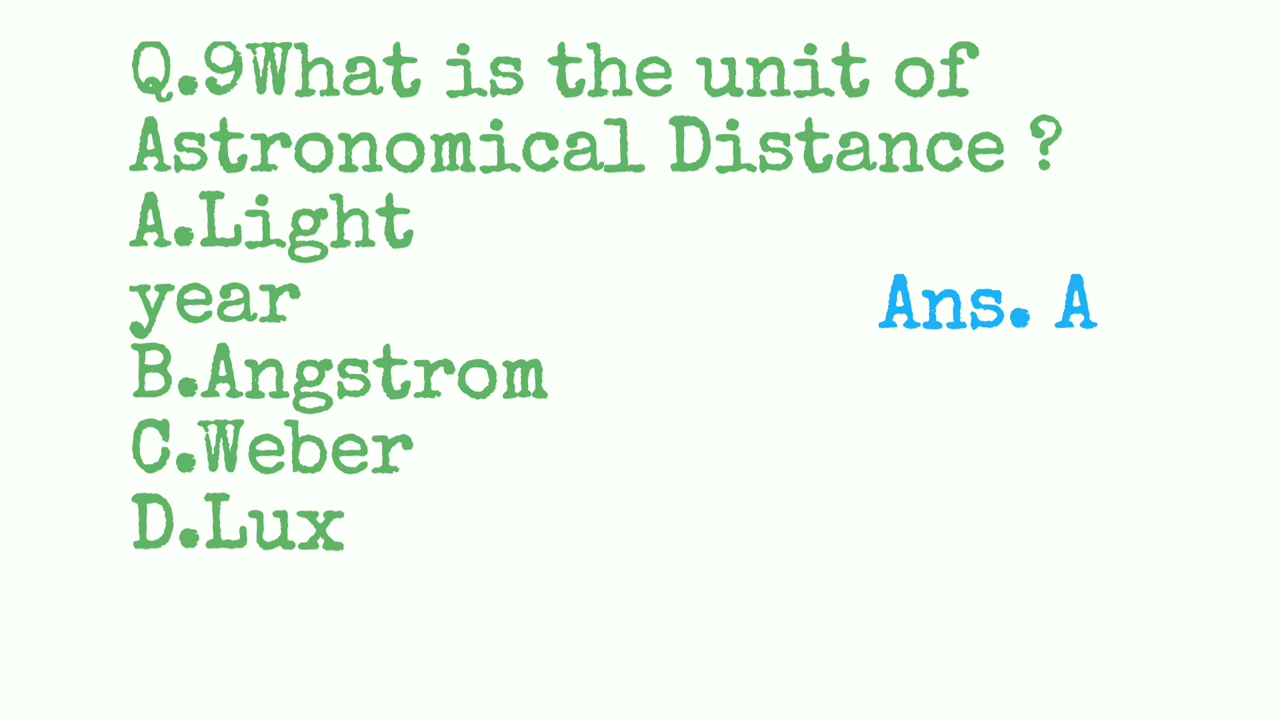 Q.9What is the unit of
Astronomical Distance ?
A.Light
year
Ans. A
B.Angstrom
C.Weber
D.Lux